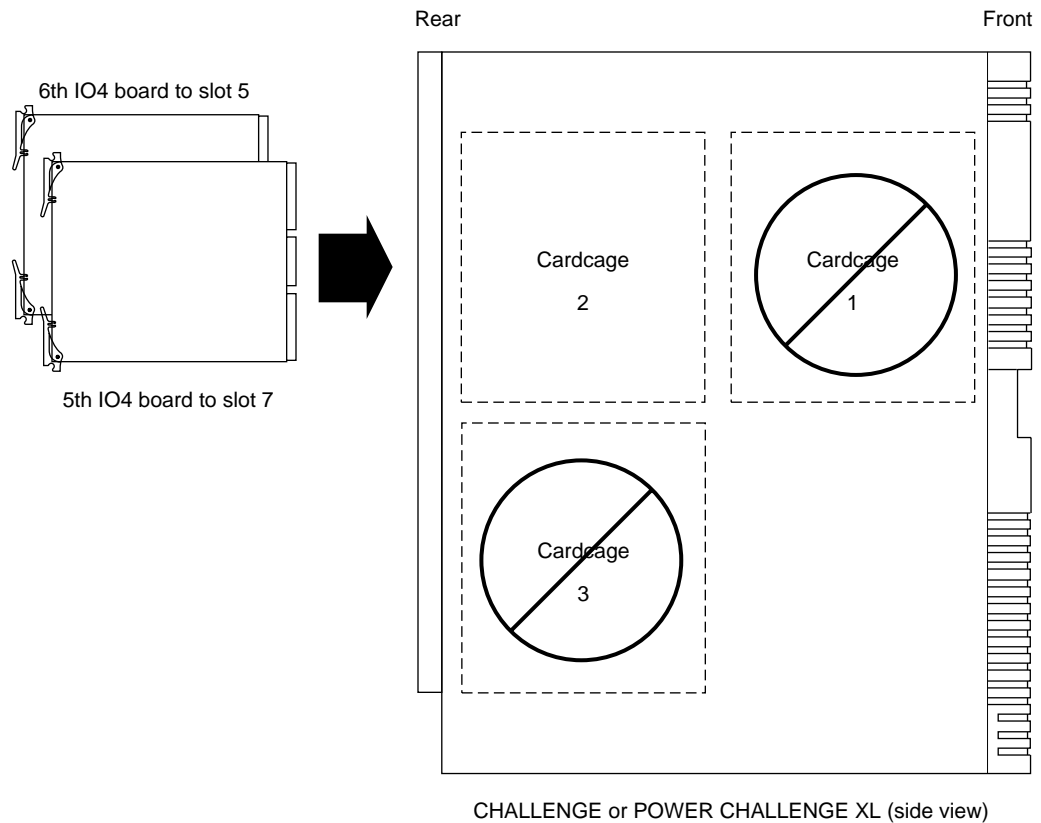 Rear
Front
6th IO4 board to slot 5
5th IO4 board to slot 7
Cardcage
2
Cardcage
1
Cardcage
3
CHALLENGE or POWER CHALLENGE XL (side view)